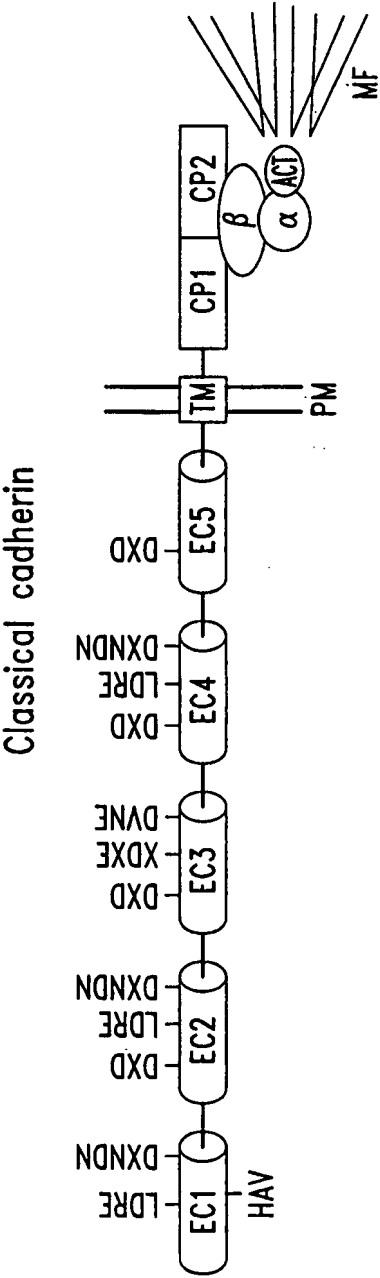 Classical cadherin
LDRE
DXNDN
DXD
LDRE
DXNDN
DXD
XDXE
DVNE
DXD
LDRE
DXNDN
DXD
EC1
EC2
EC3
EC4
EC5
TM
CP1
CP2
HAV
PM
β
α
ACT
MF